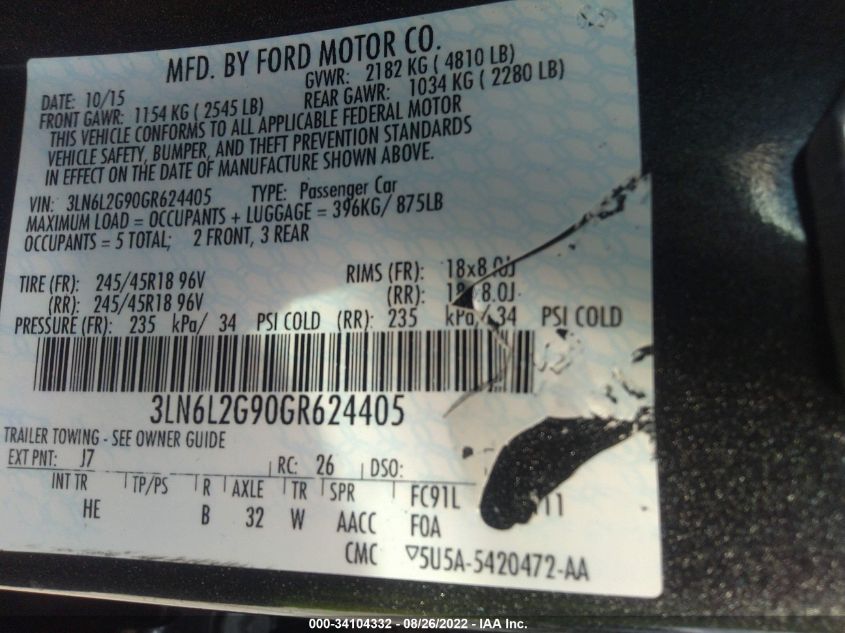 MFD. BY FORD MOTOR CO.
DATE: 10/15 GVWR: 2182 KG ( 4810 LB)
FRONT GAWR: 1154 KG ( 2545 LB) REAR GAWR: 1034 KG ( 2280 LB)
THIS VEHICLE CONFORMS TO ALL APPLICABLE FEDERAL MOTOR
VEHICLE SAFETY, BUMPER, AND THEFT PREVENTION STANDARDS
IN EFFECT ON THE DATE OF MANUFACTURE SHOWN ABOVE.
VIN: 3LN6L2G90GR624405 TYPE: Passenger Car
MAXIMUM LOAD = OCCUPANTS + LUGGAGE = 396KG/ 875LB
OCCUPANTS = 5 TOTAL; 2 FRONT, 3 REAR
TIRE (FR): 245/45R18 96V RIMS (FR): 18x8.0J
(RR): 245/45R18 96V (RR): 18x8.0J
PRESSURE (FR): 235 kPa/ 34 PSI COLD (RR): 235 kPa/ 34 PSI COLD
3LN6L2G90GR624405
TRAILER TOWING - SEE OWNER GUIDE
EXT PNT: J7 RC: 26 DSO:
INT TR TP/PS R AXLE TR SPR FC91L 11
HE B 32 W AACC F0A
CMC ▽5U5A-5420472-AA
000-34104332 - 08/26/2022 - IAA Inc.